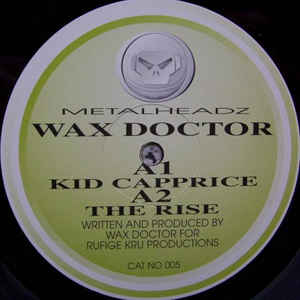 METALHEADZ
WAX DOCTOR
A1
KID CAPPRICE
A2
THE RISE
WRITTEN AND PRODUCED BY
WAX DOCTOR FOR
RUFIGE KRU PRODUCTIONS
CAT NO 005